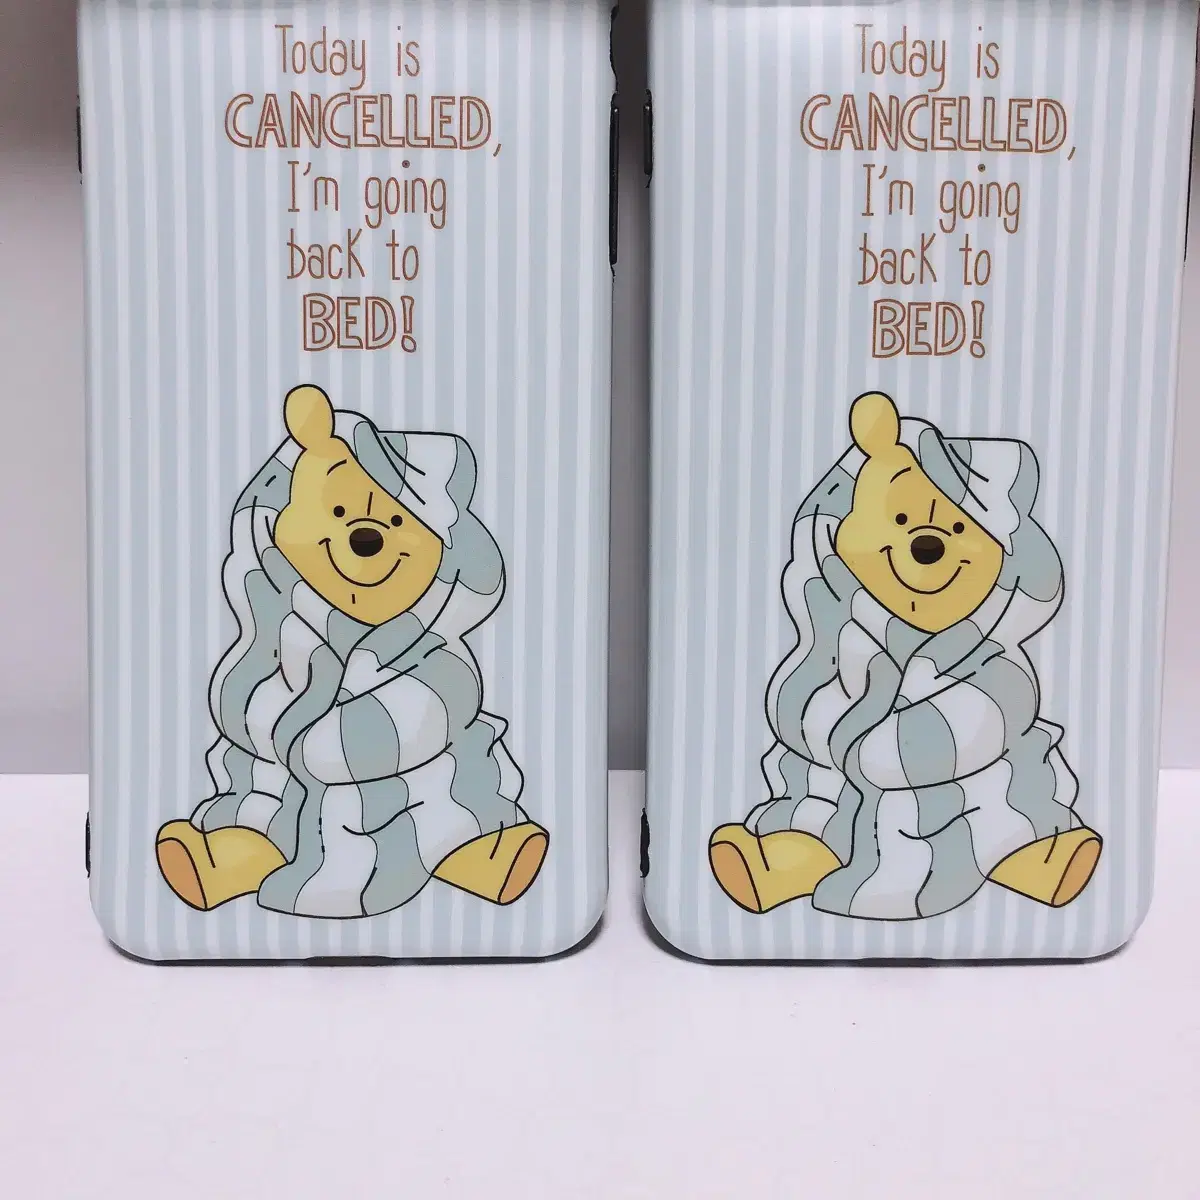 Today is
CANCELLED,
I'm going
back to
BED!
Today is
CANCELLED,
I'm going
back to
BED!